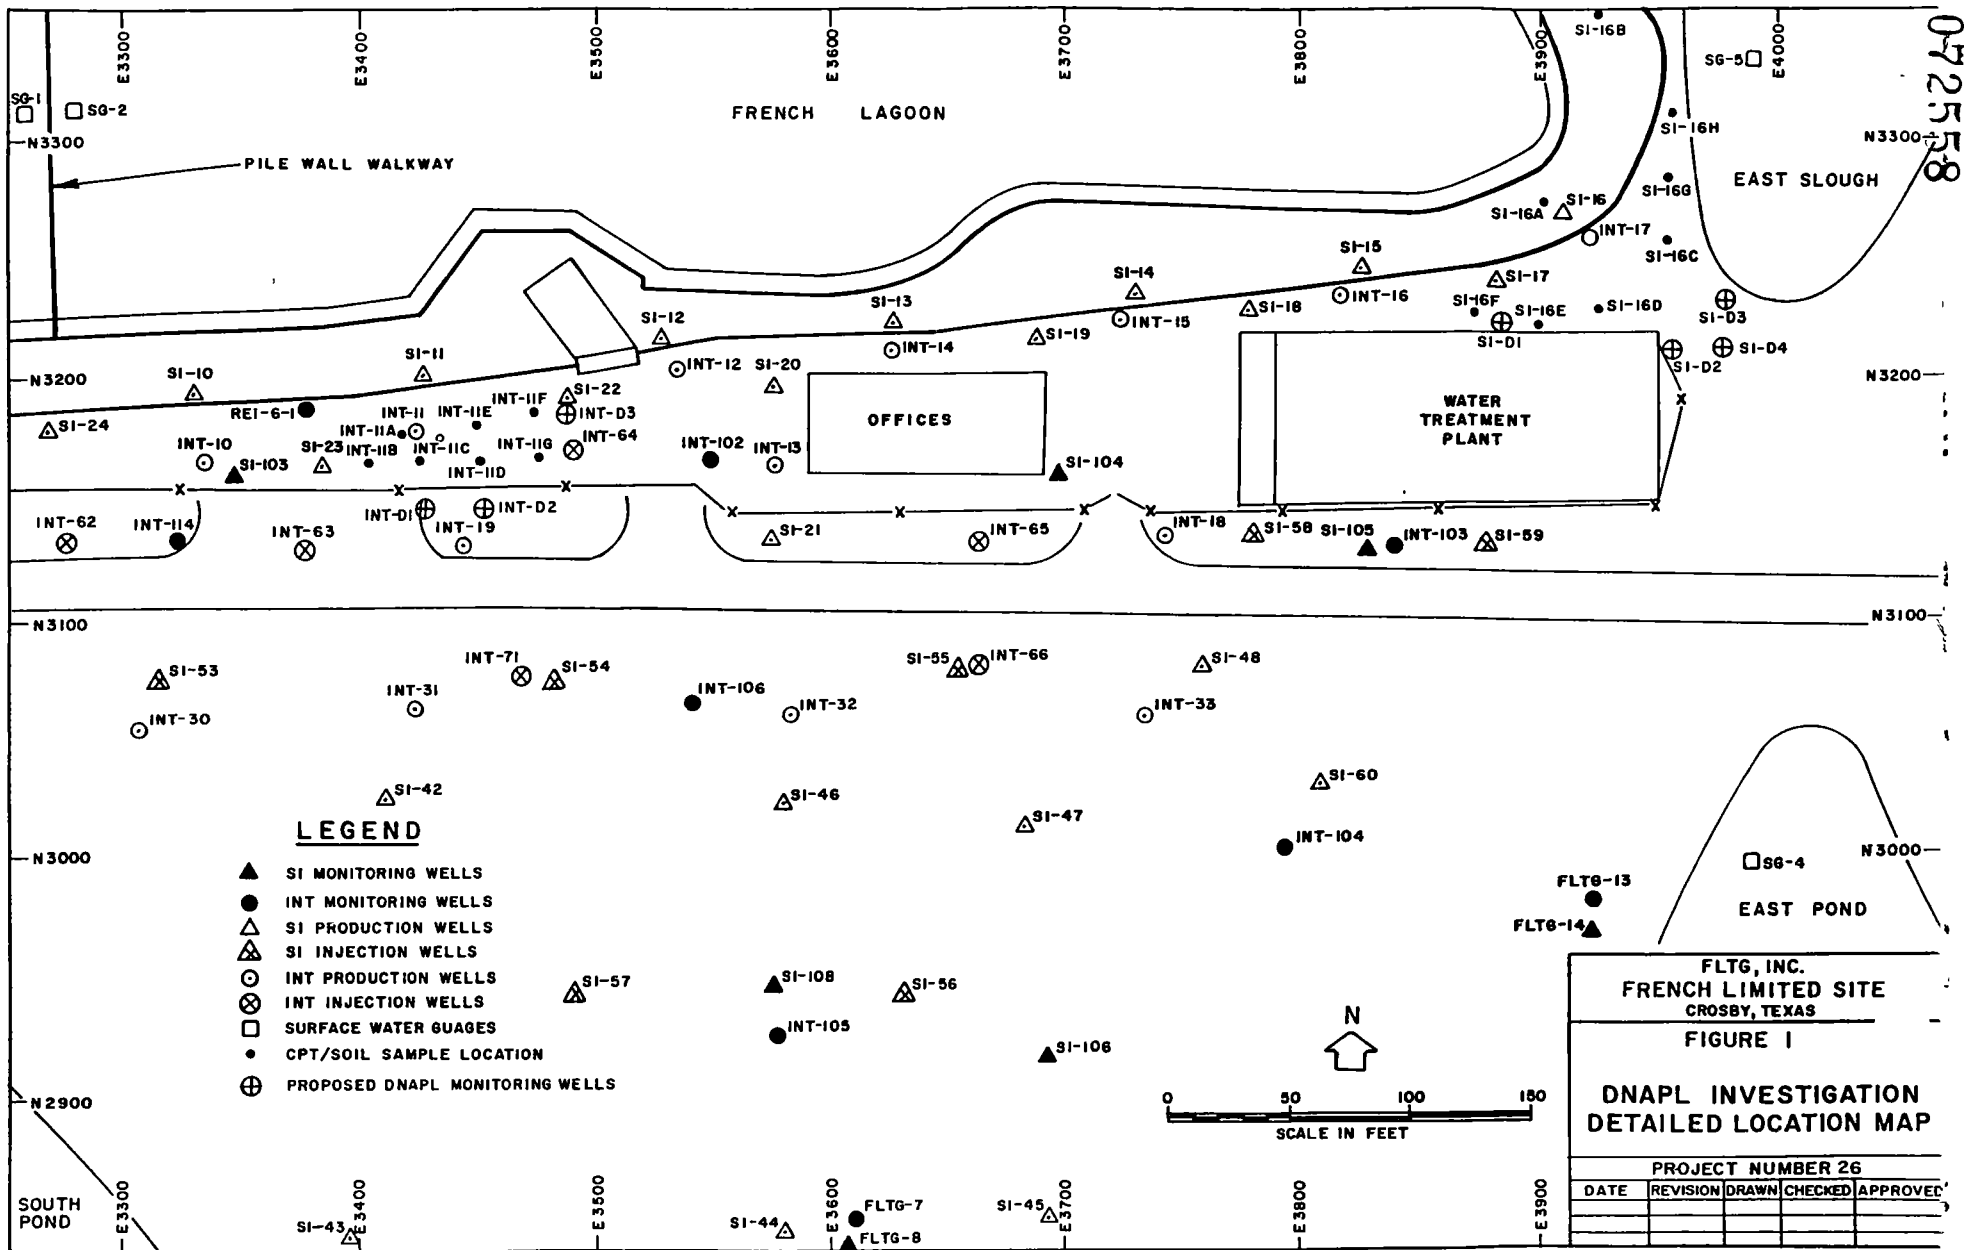 E3300
E3400
E3500
E3600
E3700
E3800
E3900
E4000
072558
SI-16B
SG-5
SG-1
SG-2
FRENCH LAGOON
N3300
N3300
PILE WALL WALKWAY
SI-16H
EAST SLOUGH
SI-16G
SI-16A
SI-16
INT-17
SI-16C
SI-15
SI-14
SI-17
SI-13
SI-18
INT-16
SI-16F
SI-16E
SI-16D
SI-D3
SI-12
INT-15
SI-19
INT-14
SI-D1
SI-D4
SI-D2
SI-11
INT-12
SI-20
SI-10
N3200
N3200
SI-22
INT-11F
REI-6-1
INT-11
INT-11E
INT-D3
OFFICES
WATER
TREATMENT
PLANT
SI-24
INT-11A
INT-10
INT-11C
INT-11G
INT-64
INT-102
INT-13
SI-23
INT-11B
SI-103
INT-11D
SI-104
INT-62
INT-114
INT-63
INT-D1
INT-D2
INT-19
SI-21
INT-65
INT-18
SI-58
SI-105
INT-103
SI-59
N3100
N3100
SI-53
INT-71
SI-54
SI-55
INT-66
SI-48
INT-30
INT-31
INT-106
INT-32
INT-33
SI-42
SI-46
SI-47
SI-60
INT-104
LEGEND
SI MONITORING WELLS
INT MONITORING WELLS
SI PRODUCTION WELLS
SI INJECTION WELLS
INT PRODUCTION WELLS
INT INJECTION WELLS
SURFACE WATER GUAGES
CPT/SOIL SAMPLE LOCATION
PROPOSED DNAPL MONITORING WELLS
N3000
N3000
SG-4
EAST POND
FLTG-13
FLTG-14
SI-57
SI-108
SI-56
INT-105
SI-106
N
0 50 100 150
SCALE IN FEET
N2900
FLTG, INC.
FRENCH LIMITED SITE
CROSBY, TEXAS
FIGURE 1
DNAPL INVESTIGATION
DETAILED LOCATION MAP
PROJECT NUMBER 26
DATE REVISION DRAWN CHECKED APPROVED
SOUTH
POND
E3300
SI-43
E3400
E3500
SI-44
E3600
FLTG-7
FLTG-8
SI-45
E3700
E3800
E3900